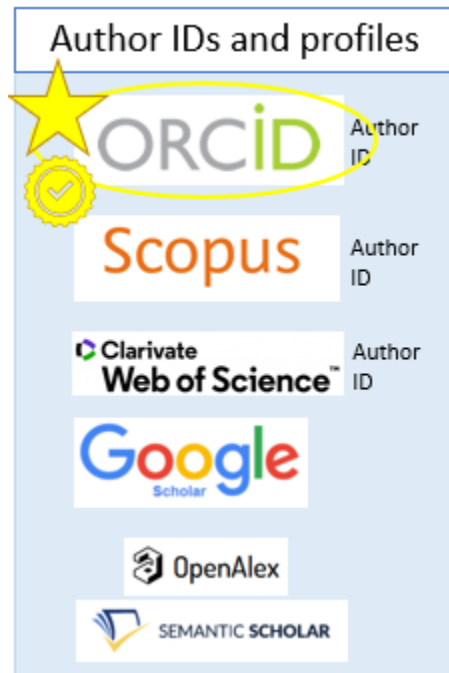 Author IDs and profiles
ORCiD Author
ID
Scopus Author
ID
Clarivate Author
Web of Science™ ID
Google
Scholar
OpenAlex
SEMANTIC SCHOLAR